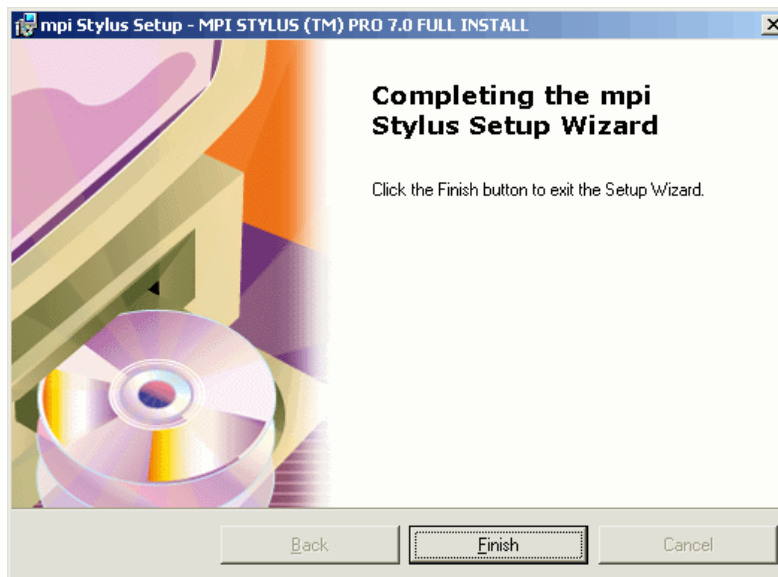 mpi Stylus Setup - MPI STYLUS (TM) PRO 7.0 FULL INSTALL
Completing the mpi
Stylus Setup Wizard
Click the Finish button to exit the Setup Wizard.
Back
Finish
Cancel